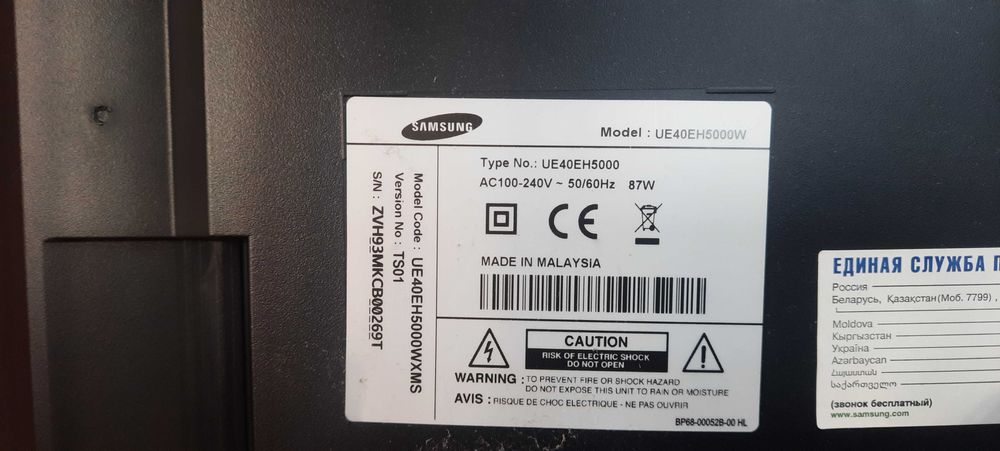 SAMSUNG
Model : UE40EH5000W
Type No.: UE40EH5000
AC100-240V ~ 50/60Hz 87W
CE
MADE IN MALAYSIA
Model Code : UE40EH5000WXMS
Version No : TS01
S/N : ZVH93MKCB00269T
CAUTION
RISK OF ELECTRIC SHOCK
DO NOT OPEN
WARNING : TO PREVENT FIRE OR SHOCK HAZARD
DO NOT EXPOSE THIS UNIT TO RAIN OR MOISTURE
AVIS : RISQUE DE CHOC ELECTRIQUE - NE PAS OUVRIR
BP68-00052B-00 HL
ЕДИНАЯ СЛУЖБА
Россия
Беларусь, Қазақстан(Моб. 7799) ,
Moldova
Кыргызстан
Україна
Azərbaycan
Հայաստան
საქართველო
(звонок бесплатный)
www.samsung.com